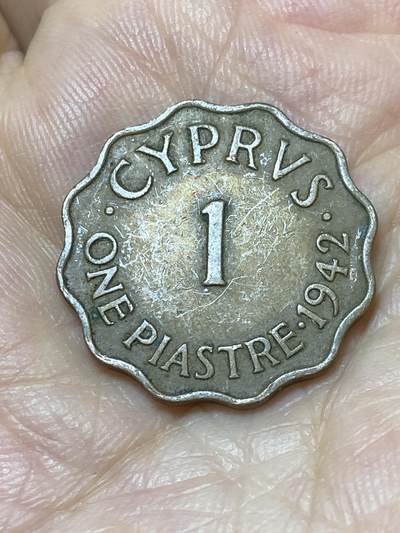 · CYPRVS ·
1
ONE PIASTRE · 1942